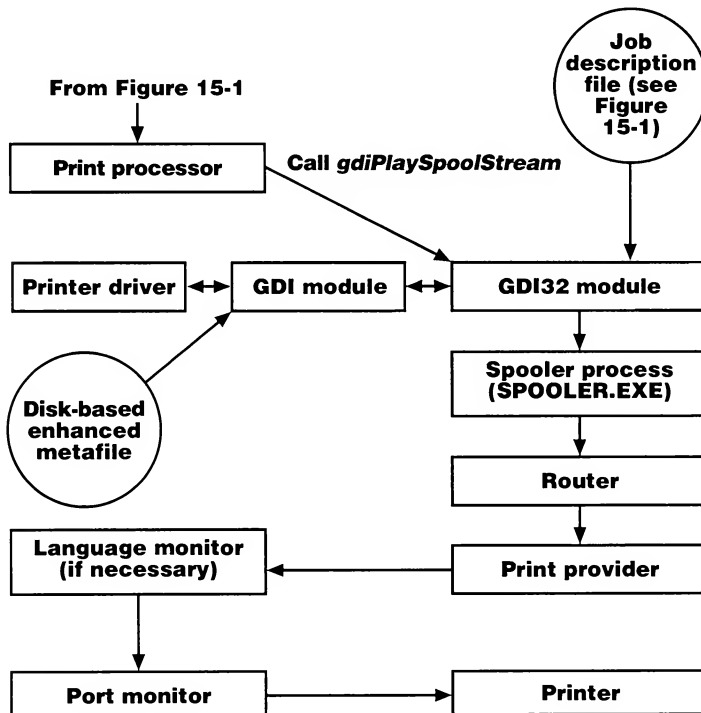 Job
description
file (see
Figure
15-1)
From Figure 15-1
Print processor
Call gdiPlaySpoolStream
Printer driver
GDI module
GDI32 module
Disk-based
enhanced
metafile
Spooler process
(SPOOLER.EXE)
Router
Language monitor
(if necessary)
Print provider
Port monitor
Printer